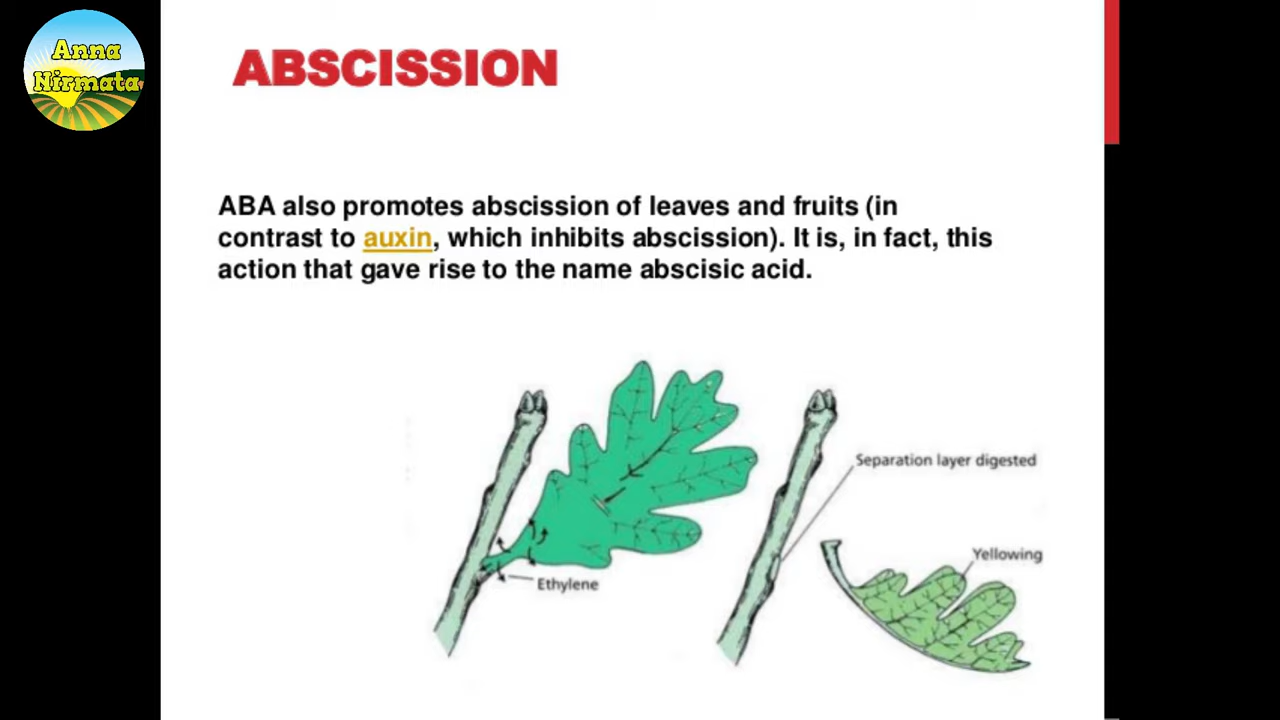 Anna
Nirmata
ABSCISSION
ABA also promotes abscission of leaves and fruits (in
contrast to auxin, which inhibits abscission). It is, in fact, this
action that gave rise to the name abscisic acid.
Separation layer digested
Yellowing
Ethylene